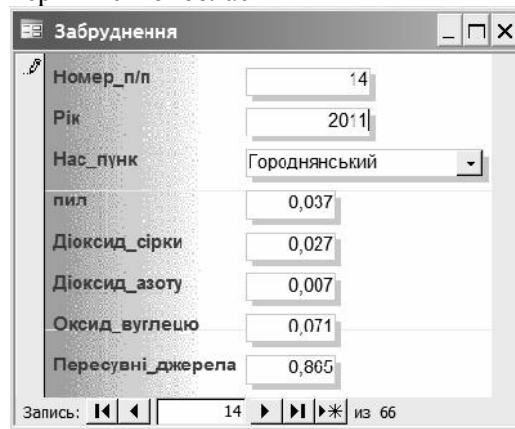 Забруднення
Номер_п/п 14
Рік 2011
Нас_пунк Городнянський
пил 0,037
Діоксид_сірки 0,027
Діоксид_азоту 0,007
Оксид_вуглецю 0,071
Пересувні_джерела 0,865
Запись: 14 из 66